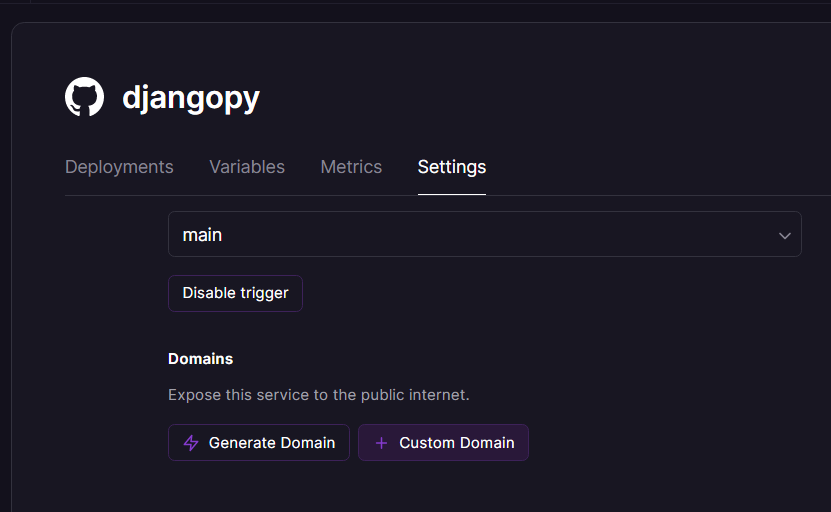 djangopy
Deployments Variables Metrics Settings
main
Disable trigger
Domains
Expose this service to the public internet.
Generate Domain Custom Domain